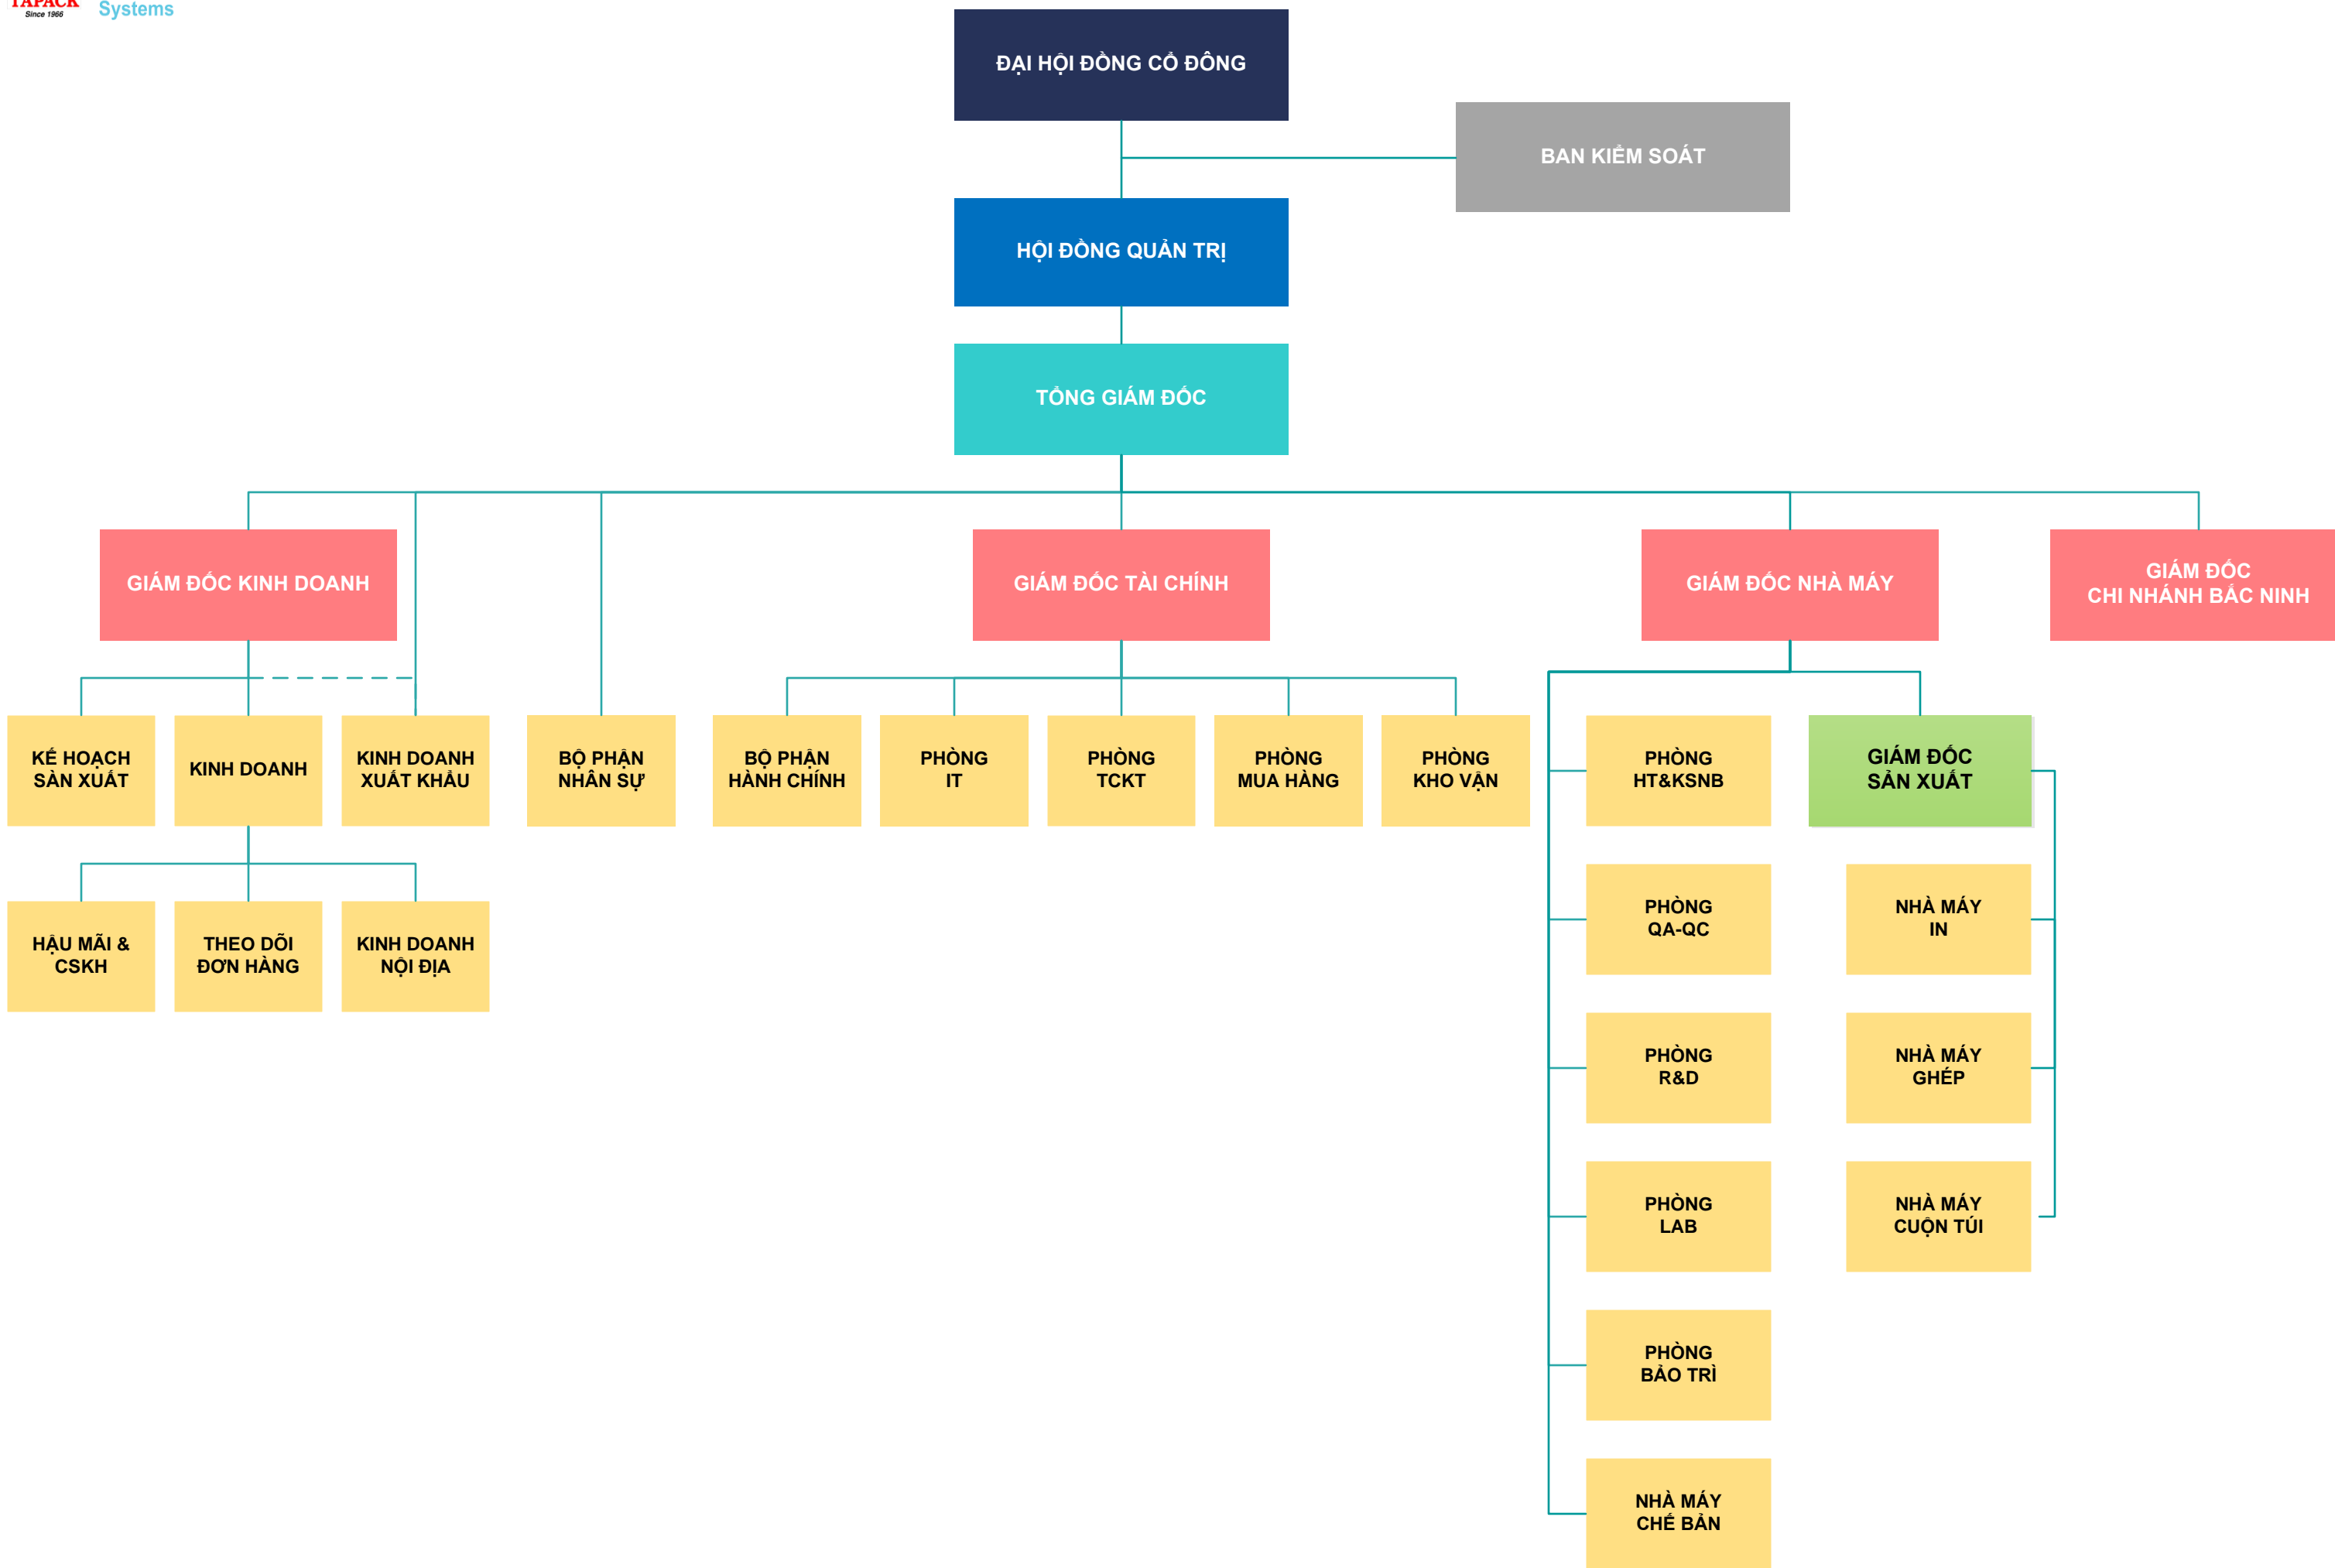 TAPACK
Since 1966
Systems
ĐẠI HỘI ĐỒNG CỔ ĐÔNG
BAN KIỂM SOÁT
HỘI ĐỒNG QUẢN TRỊ
TỔNG GIÁM ĐỐC
GIÁM ĐỐC KINH DOANH
GIÁM ĐỐC TÀI CHÍNH
GIÁM ĐỐC NHÀ MÁY
GIÁM ĐỐC
CHI NHÁNH BẮC NINH
KẾ HOẠCH
SÀN XUẤT
KINH DOANH
KINH DOANH
XUẤT KHẨU
BỘ PHẬN
NHÂN SỰ
BỘ PHẬN
HÀNH CHÍNH
PHÒNG
IT
PHÒNG
TCKT
PHÒNG
MUA HÀNG
PHÒNG
KHO VẬN
PHÒNG
HT&KSNB
GIÁM ĐỐC
SẢN XUẤT
HẬU MÃI &
CSKH
THEO DÕI
ĐƠN HÀNG
KINH DOANH
NỘI ĐỊA
PHÒNG
QA-QC
NHÀ MÁY
IN
PHÒNG
R&D
NHÀ MÁY
GHÉP
PHÒNG
LAB
NHÀ MÁY
CUỘN TÚI
PHÒNG
BẢO TRÌ
NHÀ MÁY
CHẾ BẢN